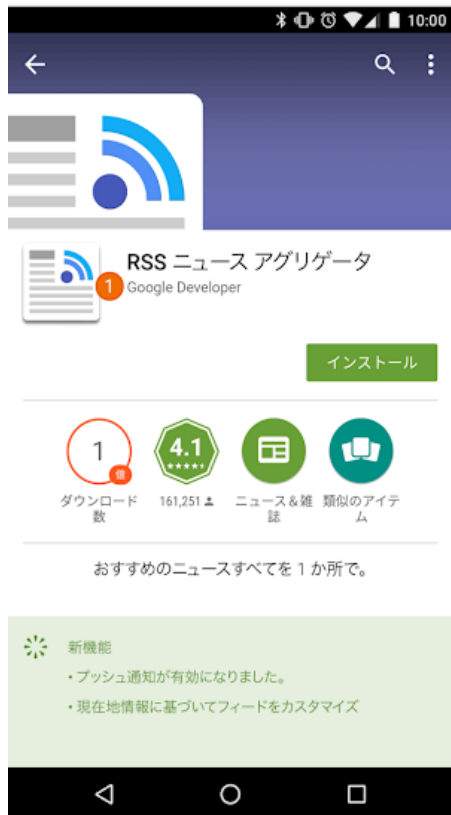 10:00
RSS ニュース アグリゲータ
1
Google Developer
インストール
1
億
4.1
ダウンロード
数
161,251
ニュース＆雑
誌
類似のアイテ
ム
おすすめのニュースすべてを 1 か所で。
新機能
・プッシュ通知が有効になりました。
・現在地情報に基づいてフィードをカスタマイズ